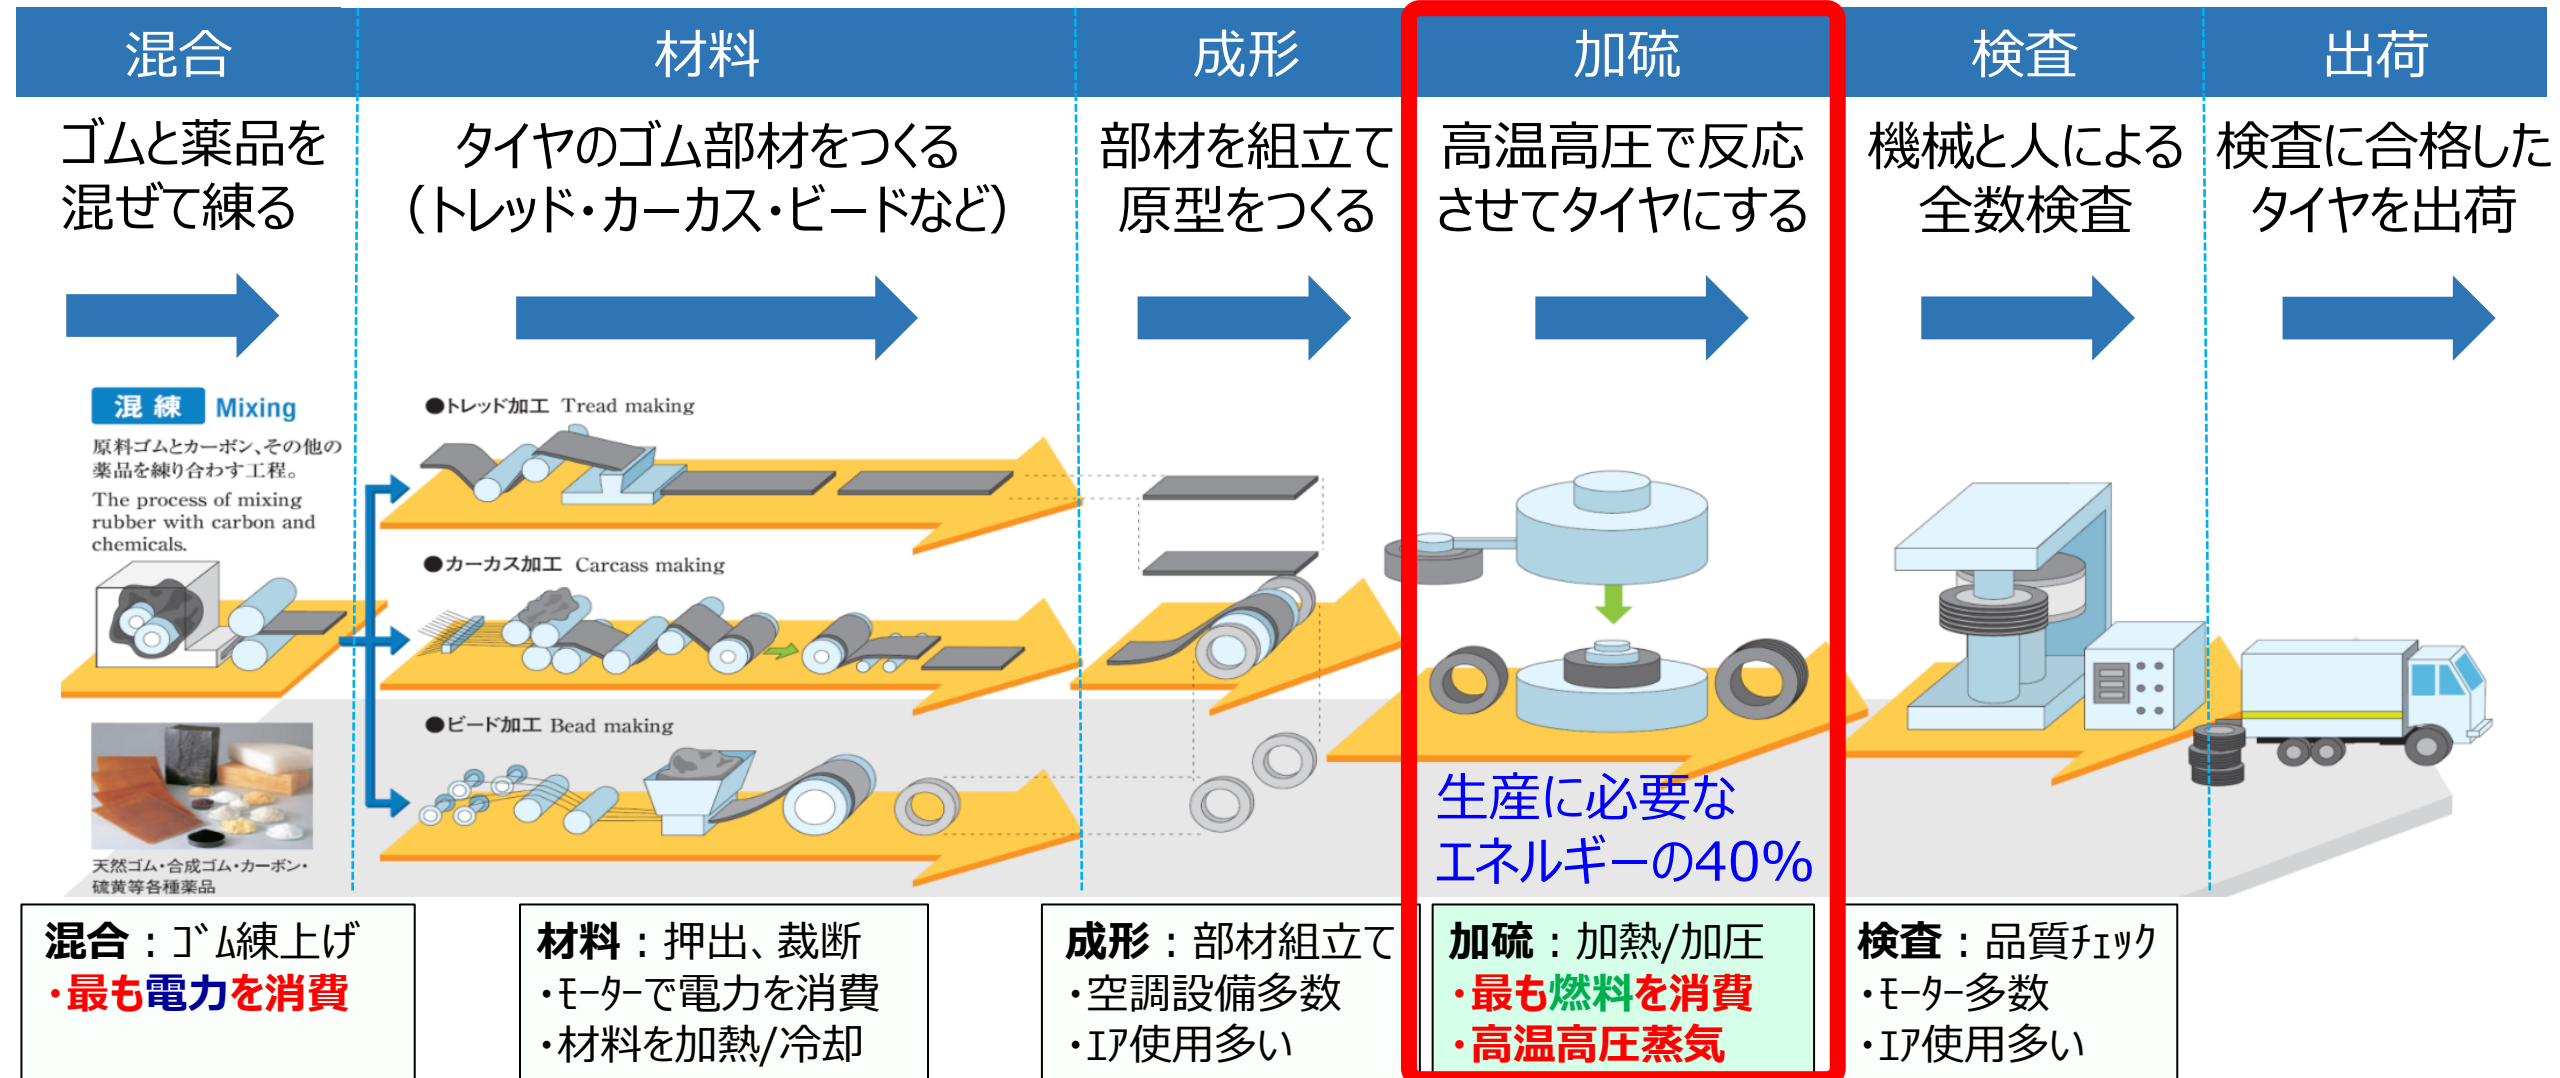 混合
材料
成形
加硫
検査
出荷
ゴムと薬品を
混ぜて練る
タイヤのゴム部材をつくる
（トレッド・カーカス・ビードなど）
部材を組立て
原型をつくる
高温高圧で反応
させてタイヤにする
機械と人による
全数検査
検査に合格した
タイヤを出荷
混練 Mixing
原料ゴムとカーボン、その他の
薬品を練り合わす工程。
The process of mixing
rubber with carbon and
chemicals.
●トレッド加工 Tread making
●カーカス加工 Carcass making
●ビード加工 Bead making
天然ゴム・合成ゴム・カーボン・
硫黄等各種薬品
生産に必要な
エネルギーの40%
混合：ｺﾞﾑ練上げ
・最も電力を消費
材料：押出、裁断
・ﾓｰﾀｰで電力を消費
・材料を加熱/冷却
成形：部材組立て
・空調設備多数
・ｴｱ使用多い
加硫：加熱/加圧
・最も燃料を消費
・高温高圧蒸気
検査：品質ﾁｪｯｸ
・ﾓｰﾀｰ多数
・ｴｱ使用多い